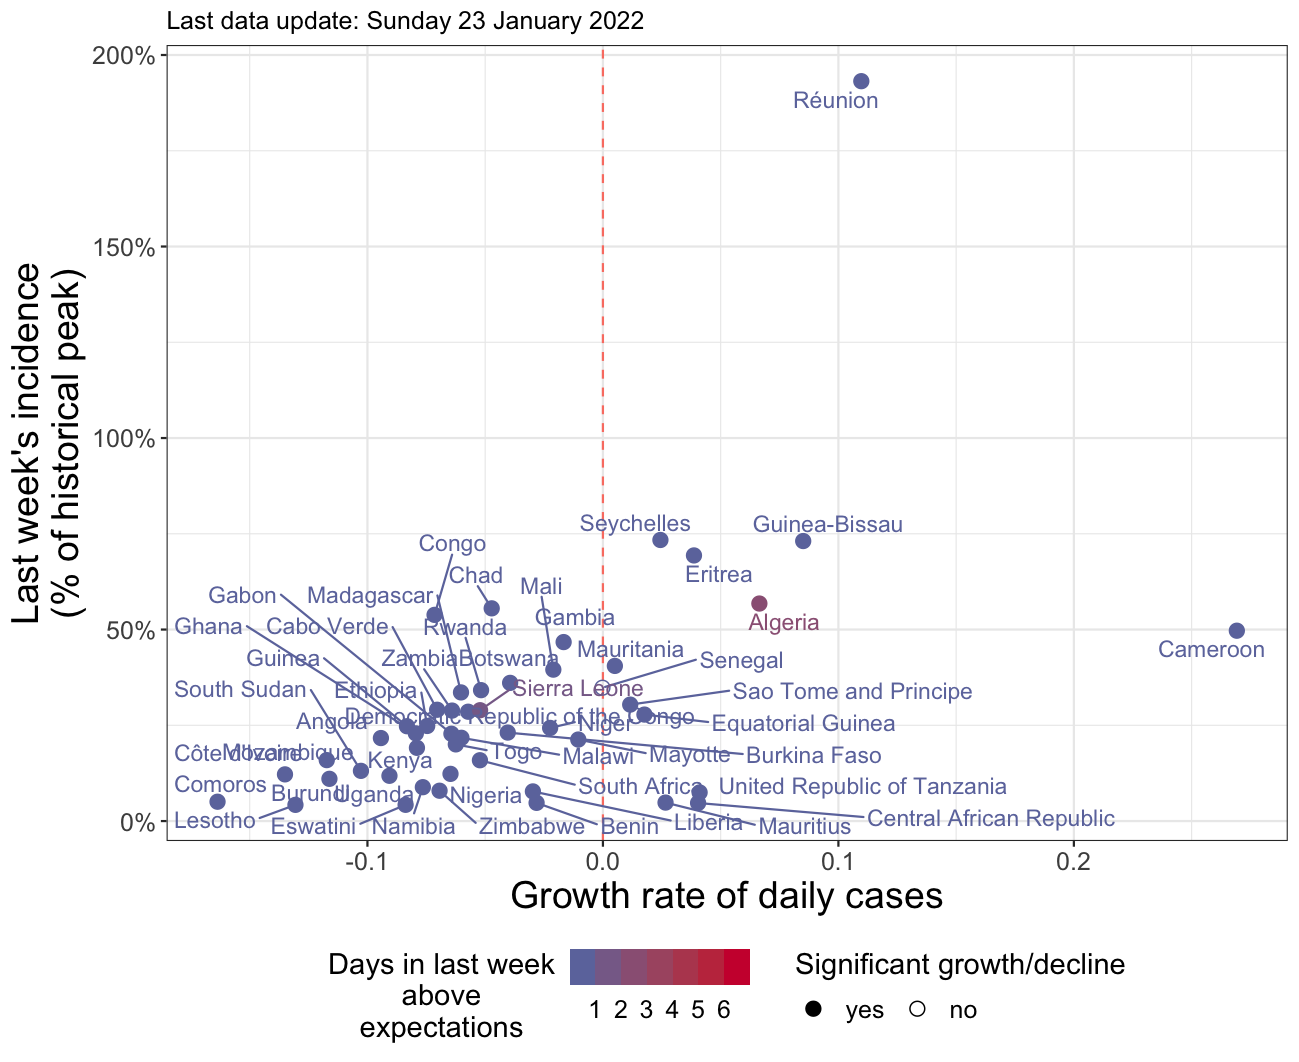 Last data update: Sunday 23 January 2022
200%
Réunion
150%
Last week's incidence
(% of historical peak)
100%
Seychelles
Guinea-Bissau
Congo
Chad
Eritrea
Mali
Gabon
Madagascar
Gambia
Algeria
50%
Ghana
Cabo Verde
Rwanda
Mauritania
Cameroon
Guinea
Zambia
Botswana
Senegal
South Sudan
Ethiopia
Sierra Leone
Sao Tome and Principe
Angola
Democratic Republic of the Congo
Niger
Equatorial Guinea
Côte d'Ivoire
Mozambique
Kenya
Togo
Malawi
Mayotte
Burkina Faso
Comoros
Burundi
Uganda
Nigeria
South Africa
United Republic of Tanzania
0%
Lesotho
Eswatini
Namibia
Zimbabwe
Benin
Liberia
Mauritius
Central African Republic
-0.1
0.0
0.1
0.2
Growth rate of daily cases
Days in last week
above
expectations
1 2 3 4 5 6
Significant growth/decline
yes
no